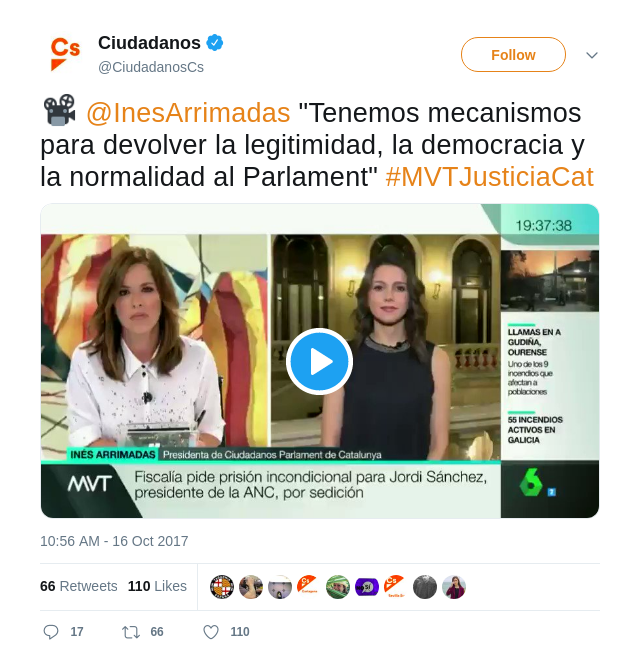 Cs
Ciudadanos
@CiudadanosCs
Follow
@InesArrimadas "Tenemos mecanismos
para devolver la legitimidad, la democracia y
la normalidad al Parlament" #MVTJusticiaCat
19:37:38
LLAMAS EN A
GUDIÑA,
OURENSE
Uno de los 9
incendios que
afectan a
poblaciones
55 INCENDIOS
ACTIVOS EN
GALICIA
INÉS ARRIMADAS Presidenta de Ciudadanos Parlament de Catalunya
MVT
Fiscalía pide prisión incondicional para Jordi Sánchez,
presidente de la ANC, por sedición
6
10:56 AM - 16 Oct 2017
66 Retweets 110 Likes
17 66 110